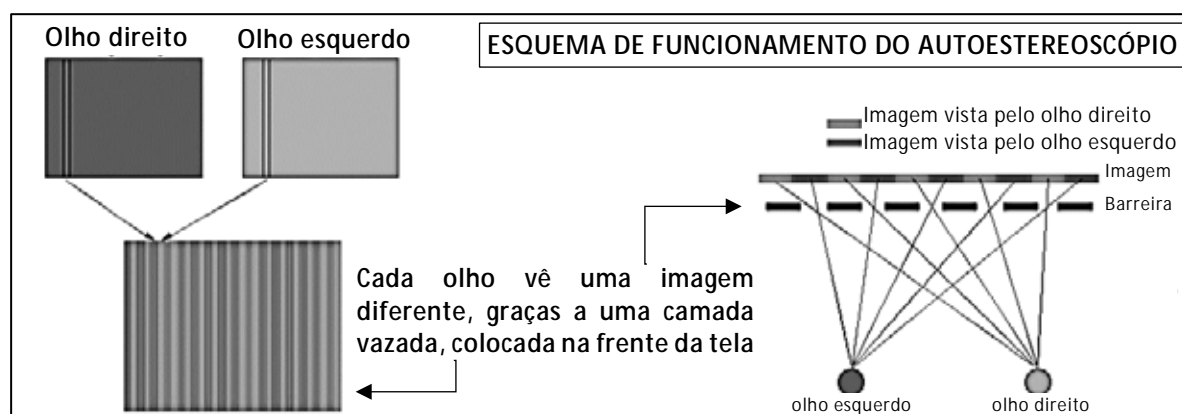 Olho direito
Olho esquerdo
ESQUEMA DE FUNCIONAMENTO DO AUTOESTEREOSCÓPIO
Imagem vista pelo olho direito
Imagem vista pelo olho esquerdo
Imagem
Barreira
Cada olho vê uma imagem
diferente, graças a uma camada
vazada, colocada na frente da tela
olho esquerdo
olho direito